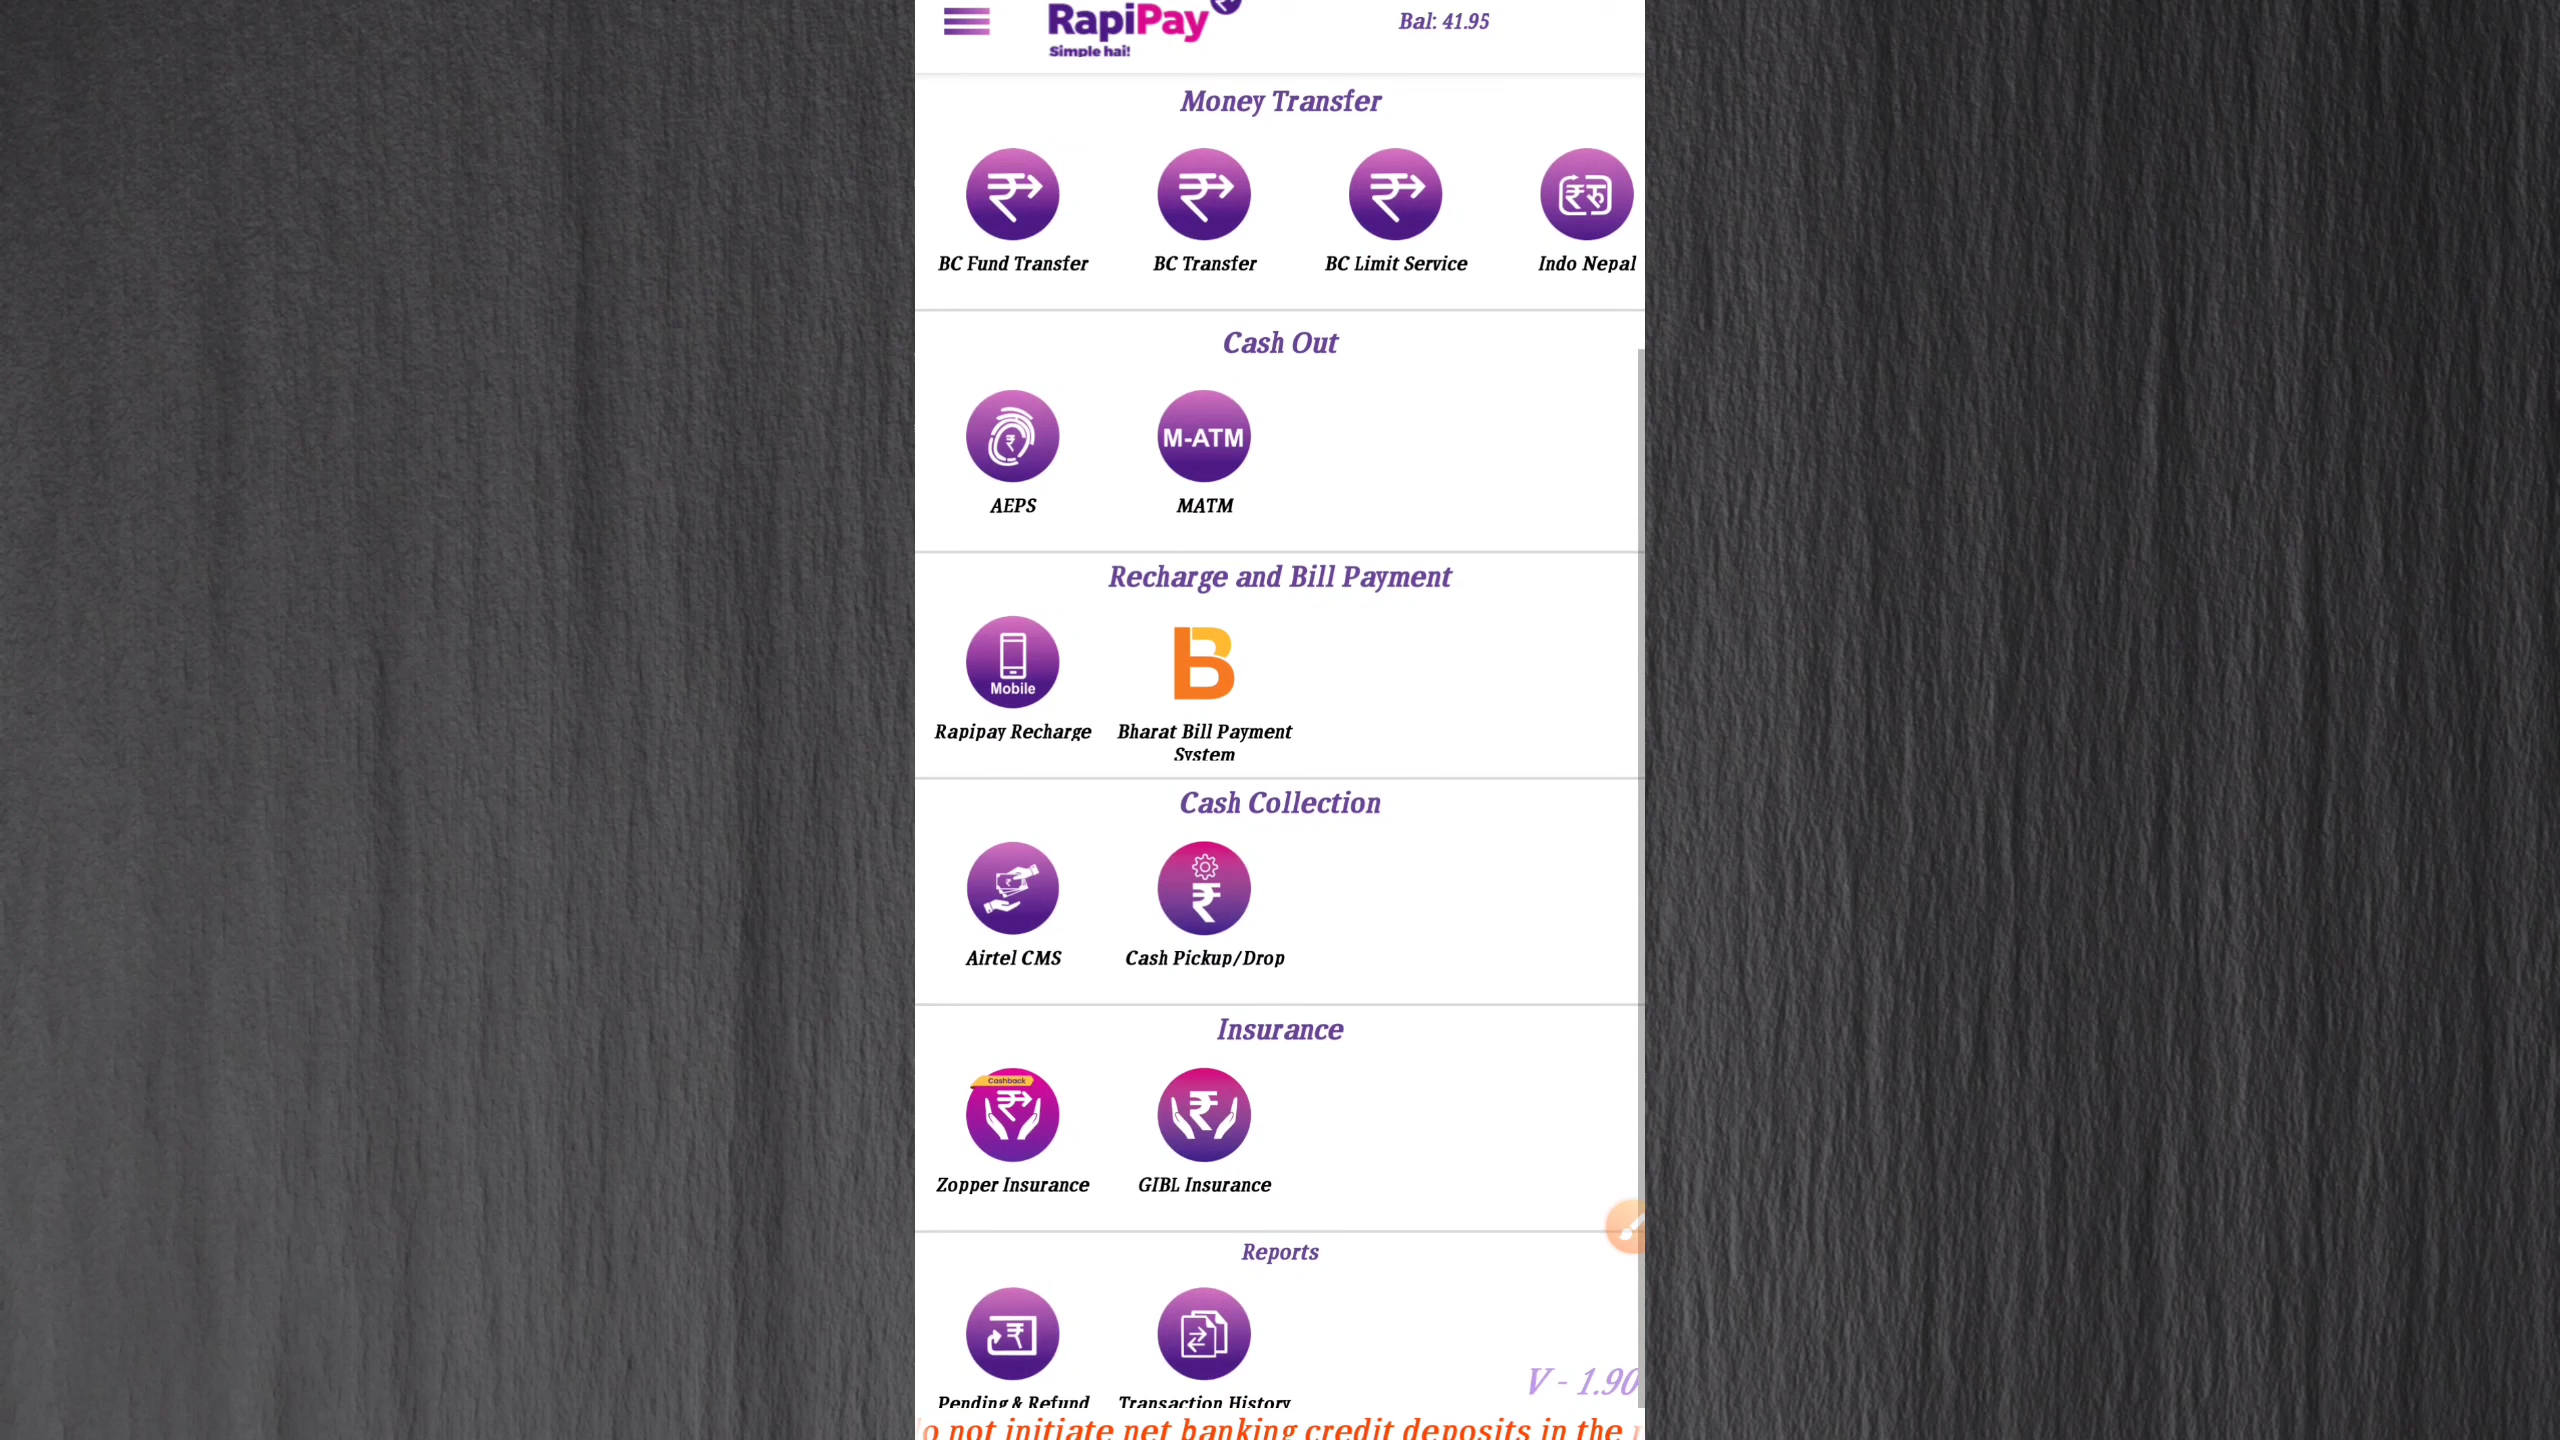 RapiPay
Simple hai!
Bal: 41.95
Money Transfer
BC Fund Transfer
BC Transfer
BC Limit Service
Indo Nepal
Cash Out
M-ATM
AEPS
MATM
Recharge and Bill Payment
Mobile
B
Rapipay Recharge
Bharat Bill Payment
System
Cash Collection
Airtel CMS
Cash Pickup/Drop
Insurance
Cashback
Zopper Insurance
GIBL Insurance
Reports
V - 1.90
Pending & Refund
Transaction History
not initiate net banking credit deposits in the